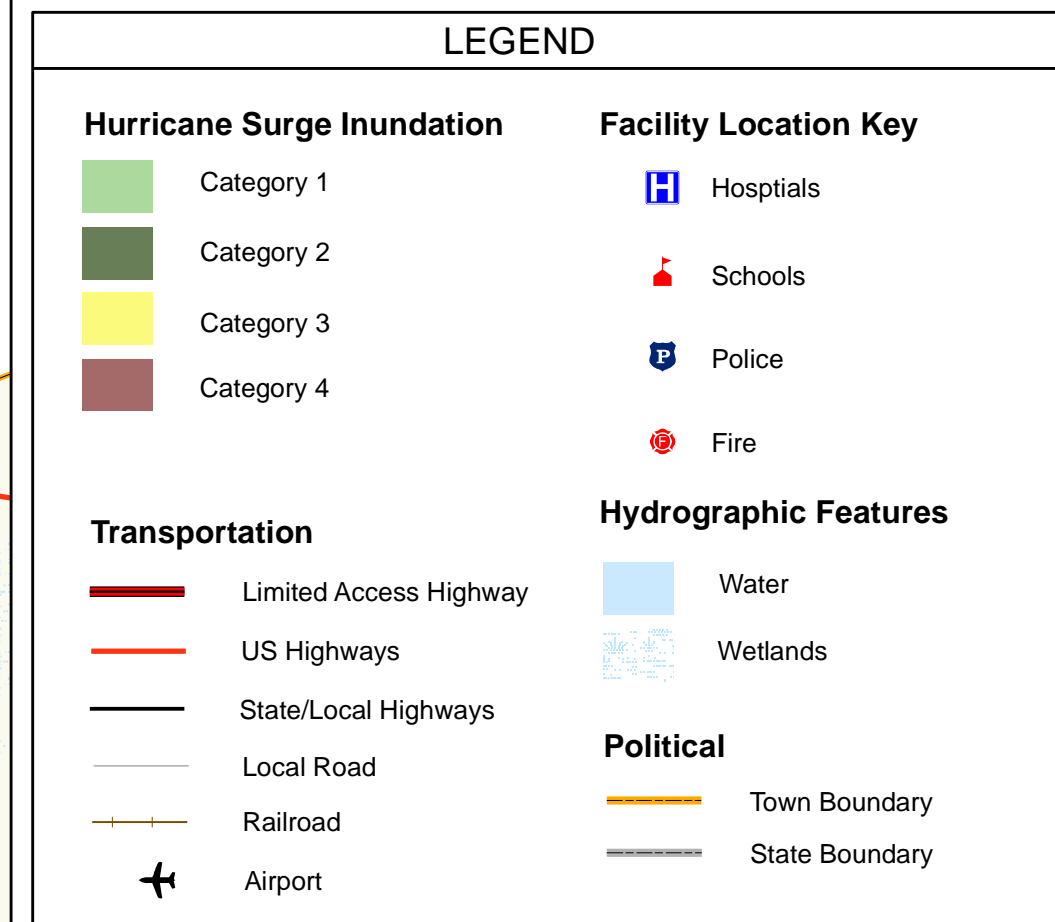 LEGEND
Hurricane Surge Inundation
Category 1
Category 2
Category 3
Category 4
Transportation
Limited Access Highway
US Highways
State/Local Highways
Local Road
Railroad
Airport
Facility Location Key
H Hosptials
Schools
P Police
F Fire
Hydrographic Features
Water
Wetlands
Political
Town Boundary
State Boundary